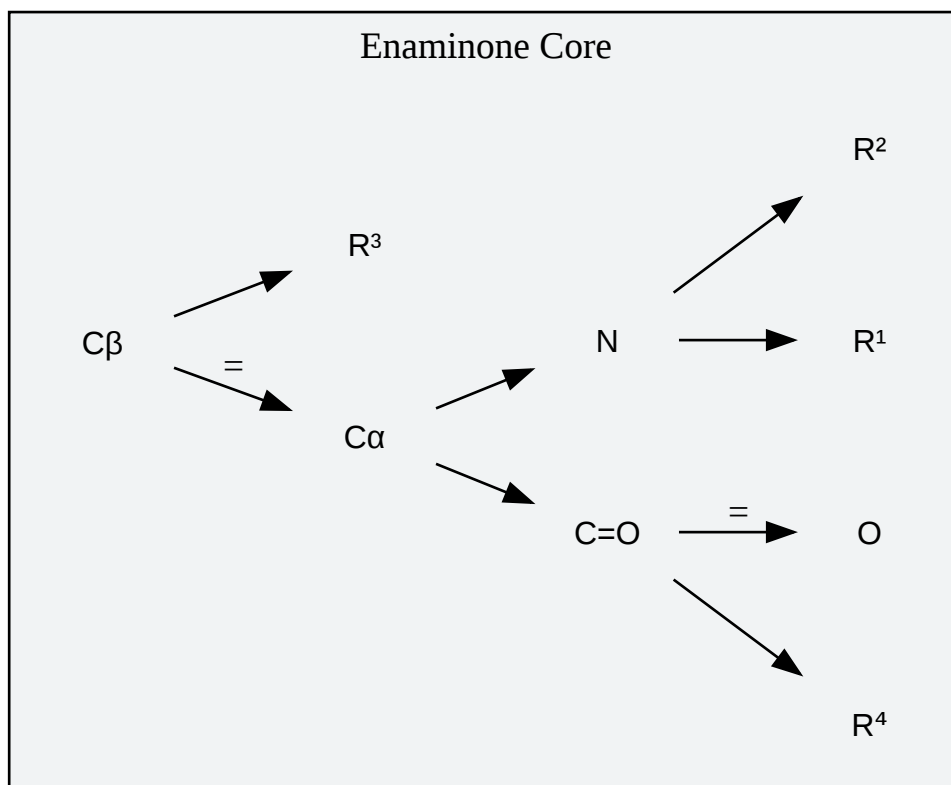 Enaminone Core
R²
R³
Cβ
N
R¹
=
Cα
=
C=O
O
R⁴